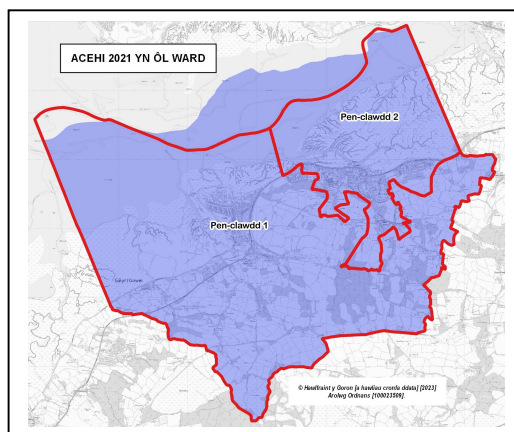 ACEHI 2021 YN ÔL WARD
Pen-clawdd 2
Pen-clawdd 1
© Hawlfraint y Goron [a hawliau cronfa ddata] [2023]
Arolwg Ordnans [100023509].